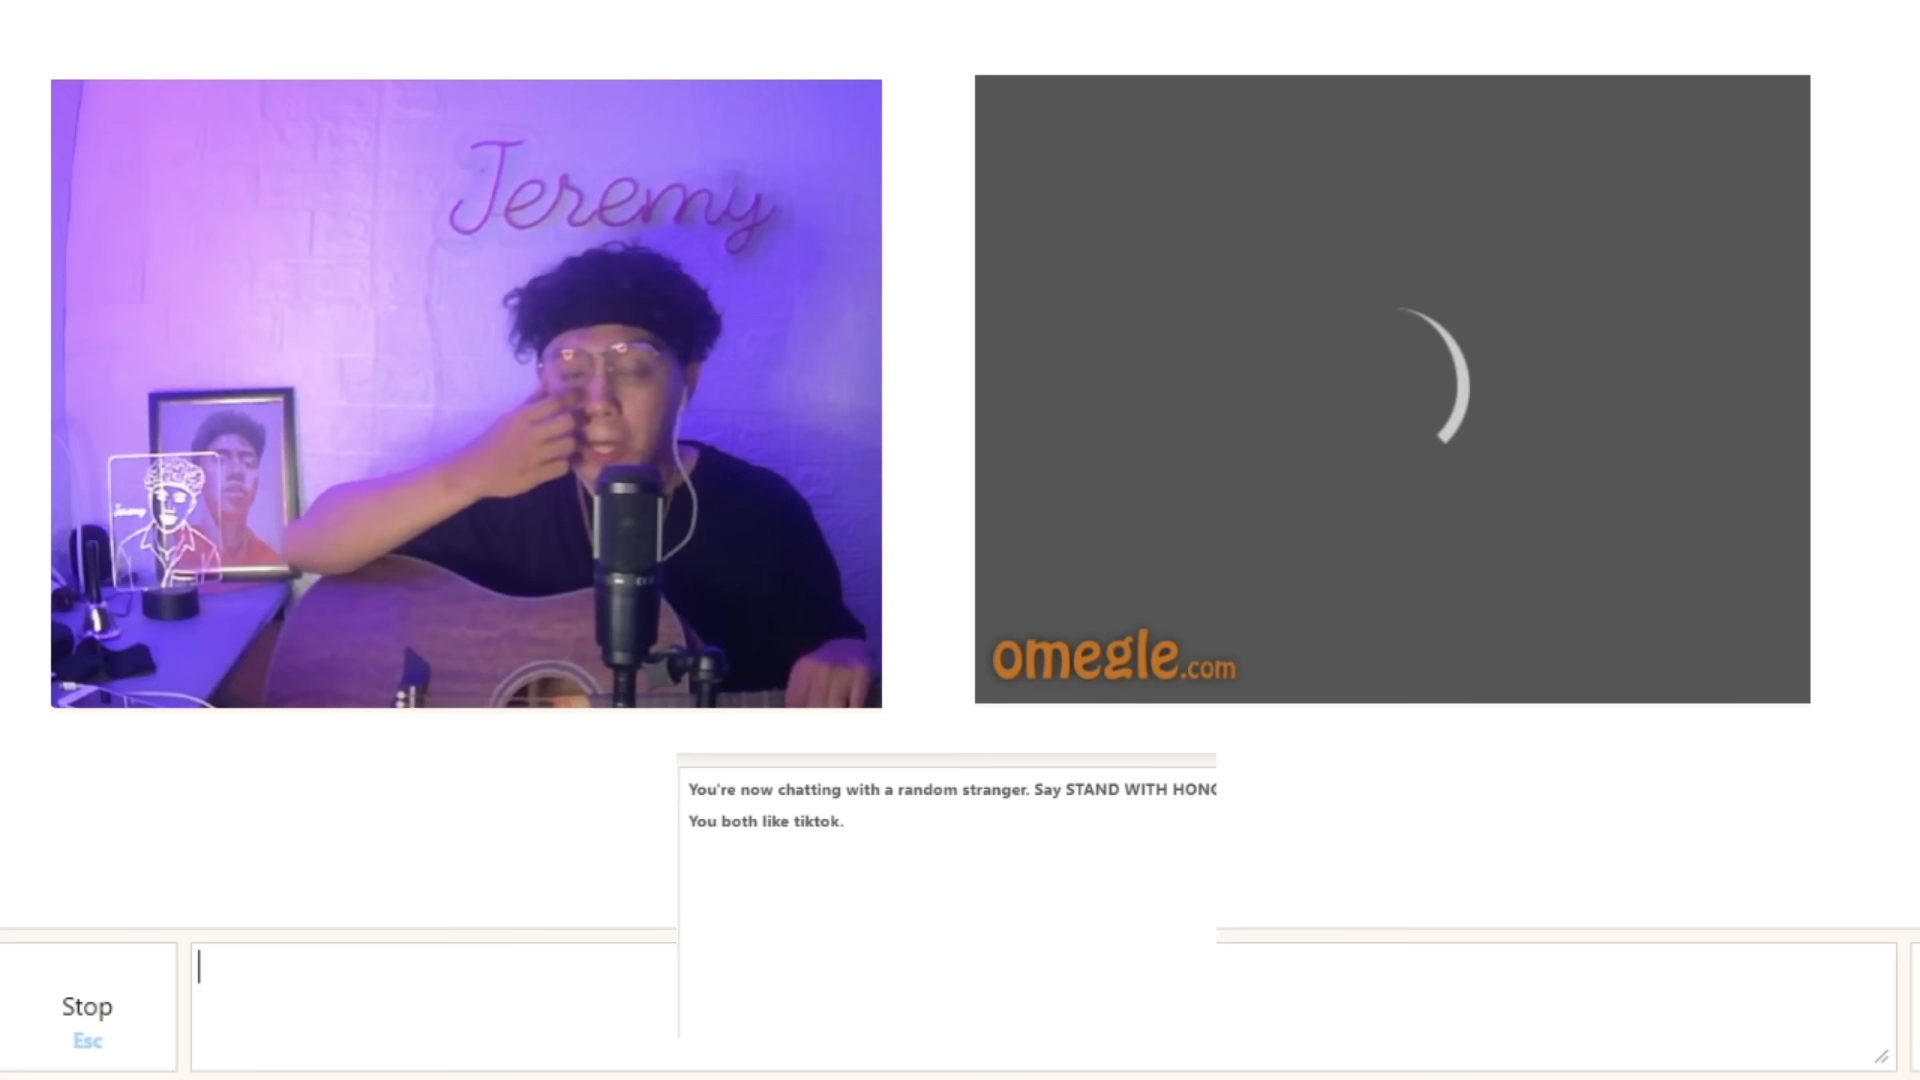 Jeremy
Jeremy
omegle.com
You're now chatting with a random stranger. Say STAND WITH HONG
You both like tiktok.
Stop
Esc